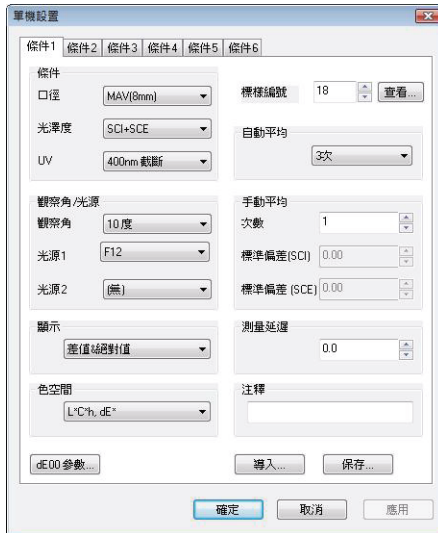 單機設置
條件1 條件2 條件3 條件4 條件5 條件6
條件
口徑 MAV(8mm)
光澤度 SCI+SCE
UV 400nm 截斷
標樣編號 18 查看...
自動平均
3次
觀察角/光源
觀察角 10 度
光源1 F12
光源2 (無)
手動平均
次數 1
標準偏差(SCI) 0.00
標準偏差 (SCE) 0.00
顯示
差值&絕對值
測量延遲
0.0
色空間
L*C*h, dE*
注釋
dE00 參數... 導入... 保存...
確定 取消 應用